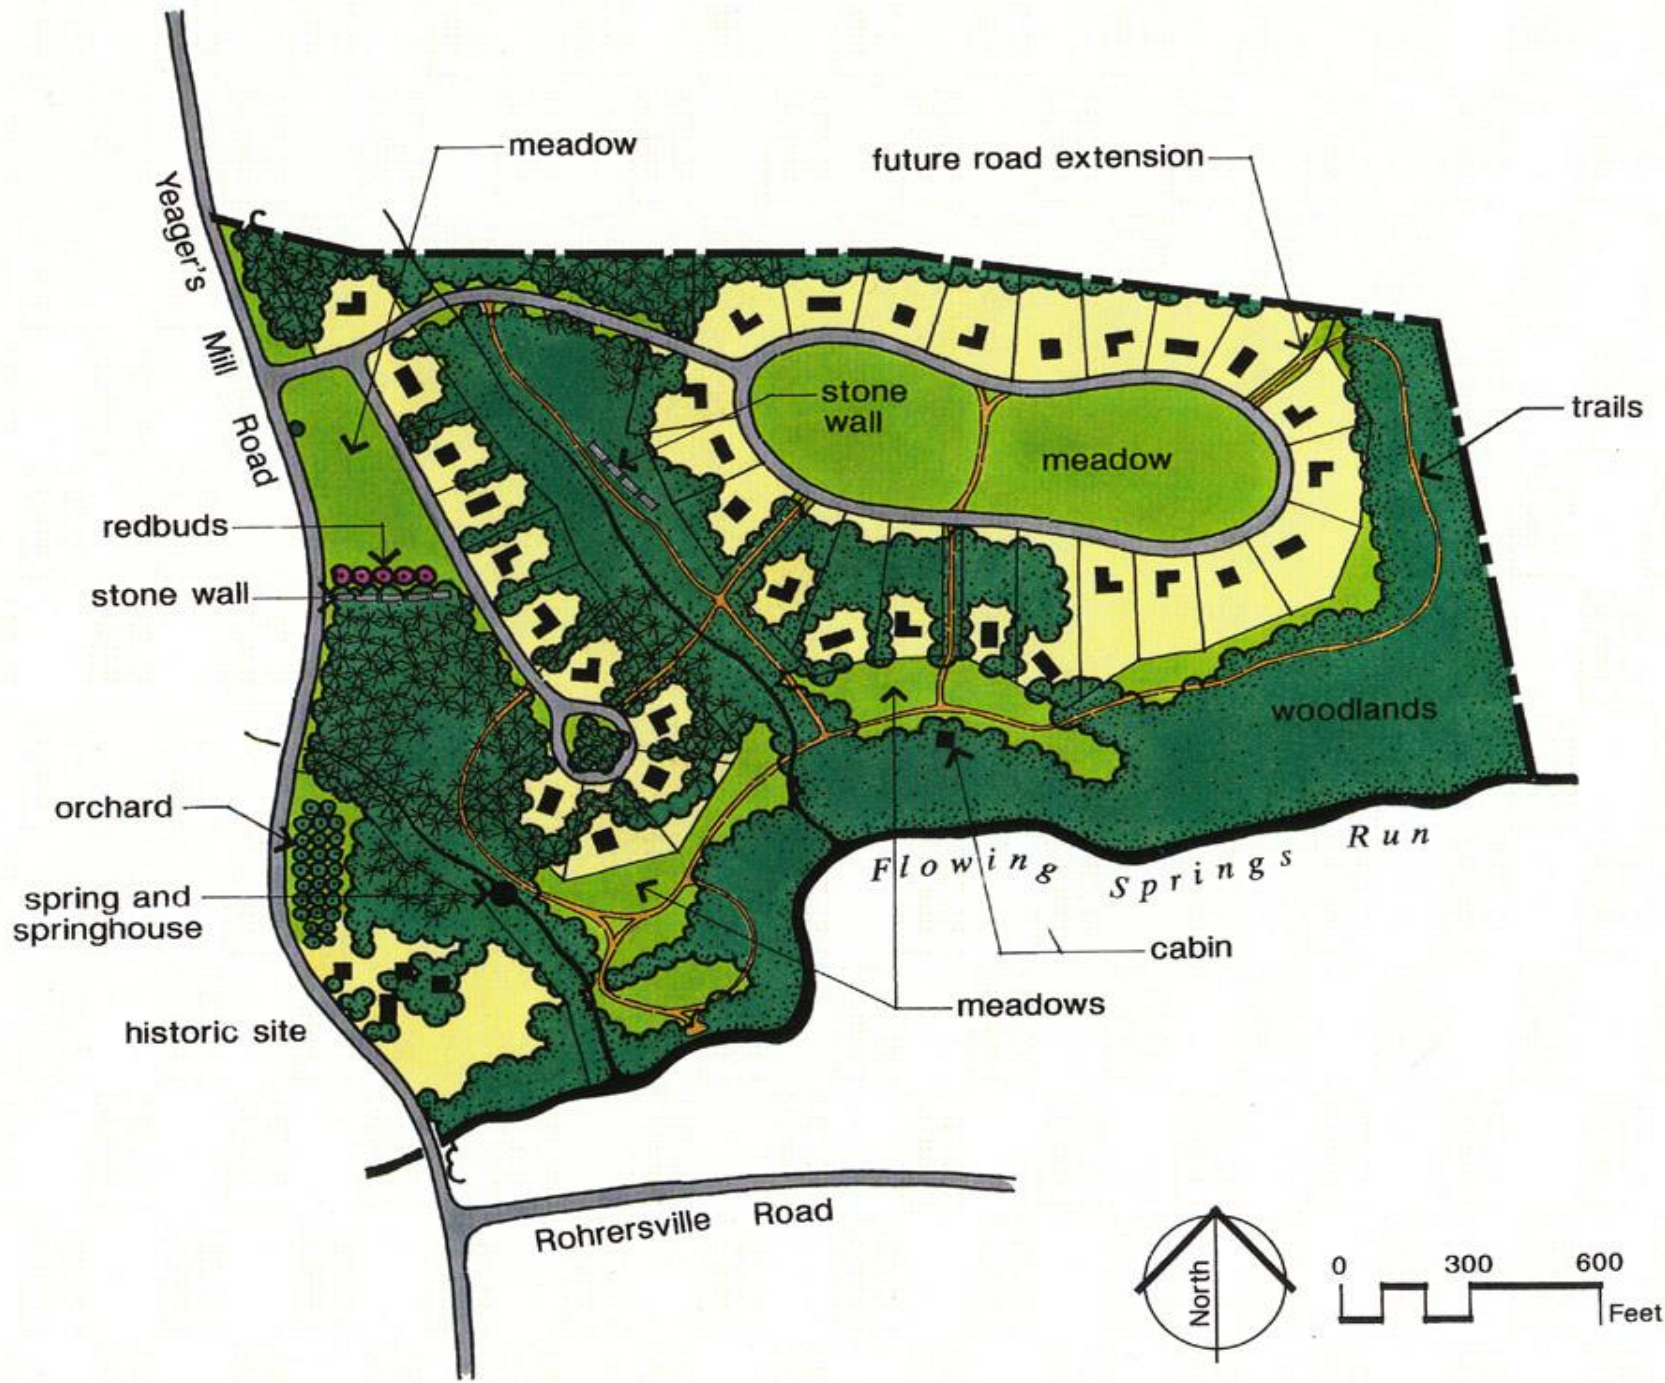 meadow
future road extension
Yeager's Mill Road
stone
wall
trails
meadow
redbuds
stone wall
woodlands
orchard
Flowing Springs Run
spring and
springhouse
cabin
meadows
historic site
Rohrersville Road
North
0 300 600
Feet